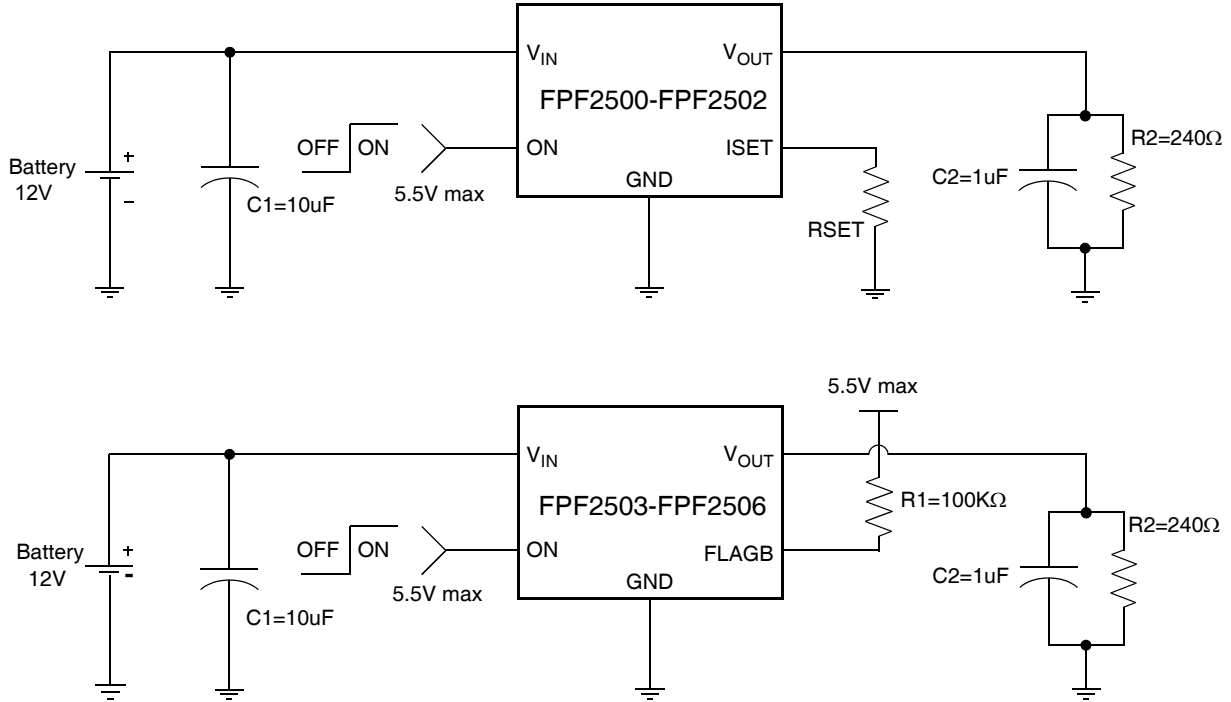 V_IN
V_OUT
FPF2500-FPF2502
OFF
ON
ON
ISET
R2=240Ω
Battery
12V
+
–
C1=10uF
5.5V max
GND
RSET
C2=1uF
5.5V max
V_IN
V_OUT
FPF2503-FPF2506
R1=100KΩ
R2=240Ω
Battery
12V
+
-
OFF
ON
ON
FLAGB
C1=10uF
5.5V max
GND
C2=1uF